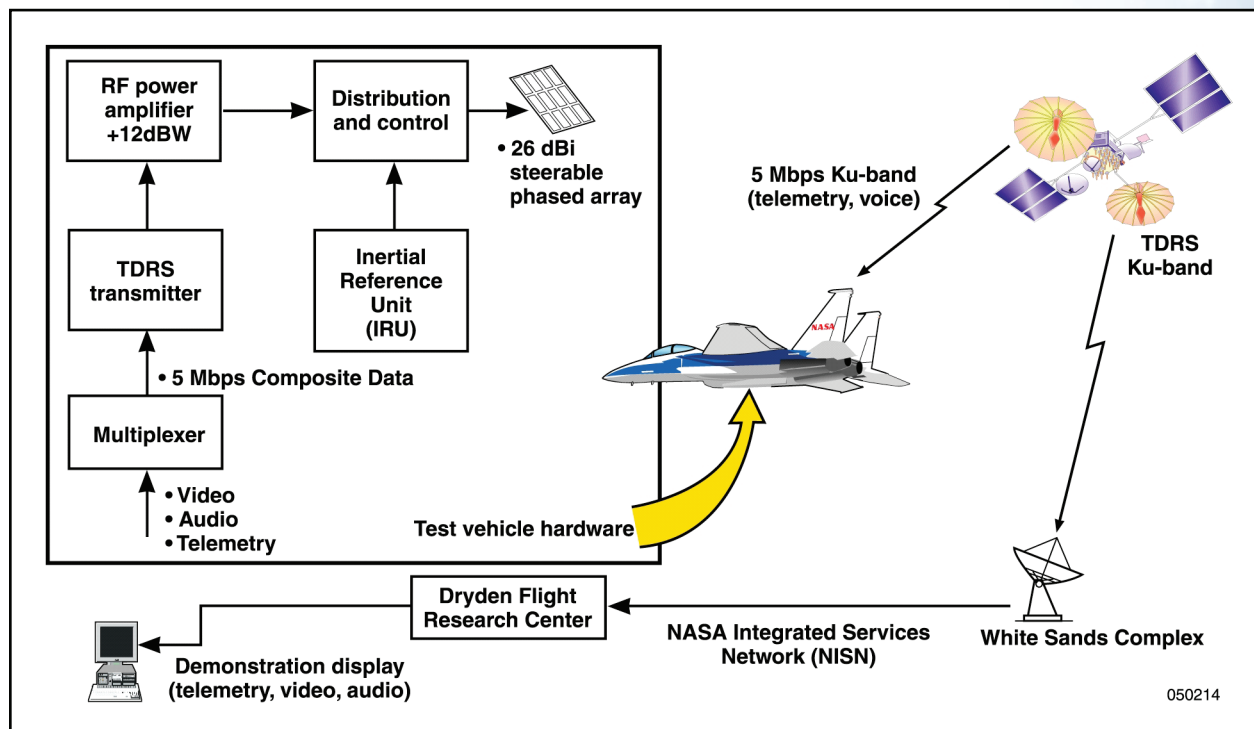 RF power
amplifier
+12dBW
Distribution
and control
• 26 dBi
steerable
phased array
TDRS
transmitter
Inertial
Reference
Unit
(IRU)
• 5 Mbps Composite Data
Multiplexer
• Video
• Audio
• Telemetry
Test vehicle hardware
5 Mbps Ku-band
(telemetry, voice)
TDRS
Ku-band
NASA
White Sands Complex
NASA Integrated Services
Network (NISN)
Dryden Flight
Research Center
Demonstration display
(telemetry, video, audio)
050214